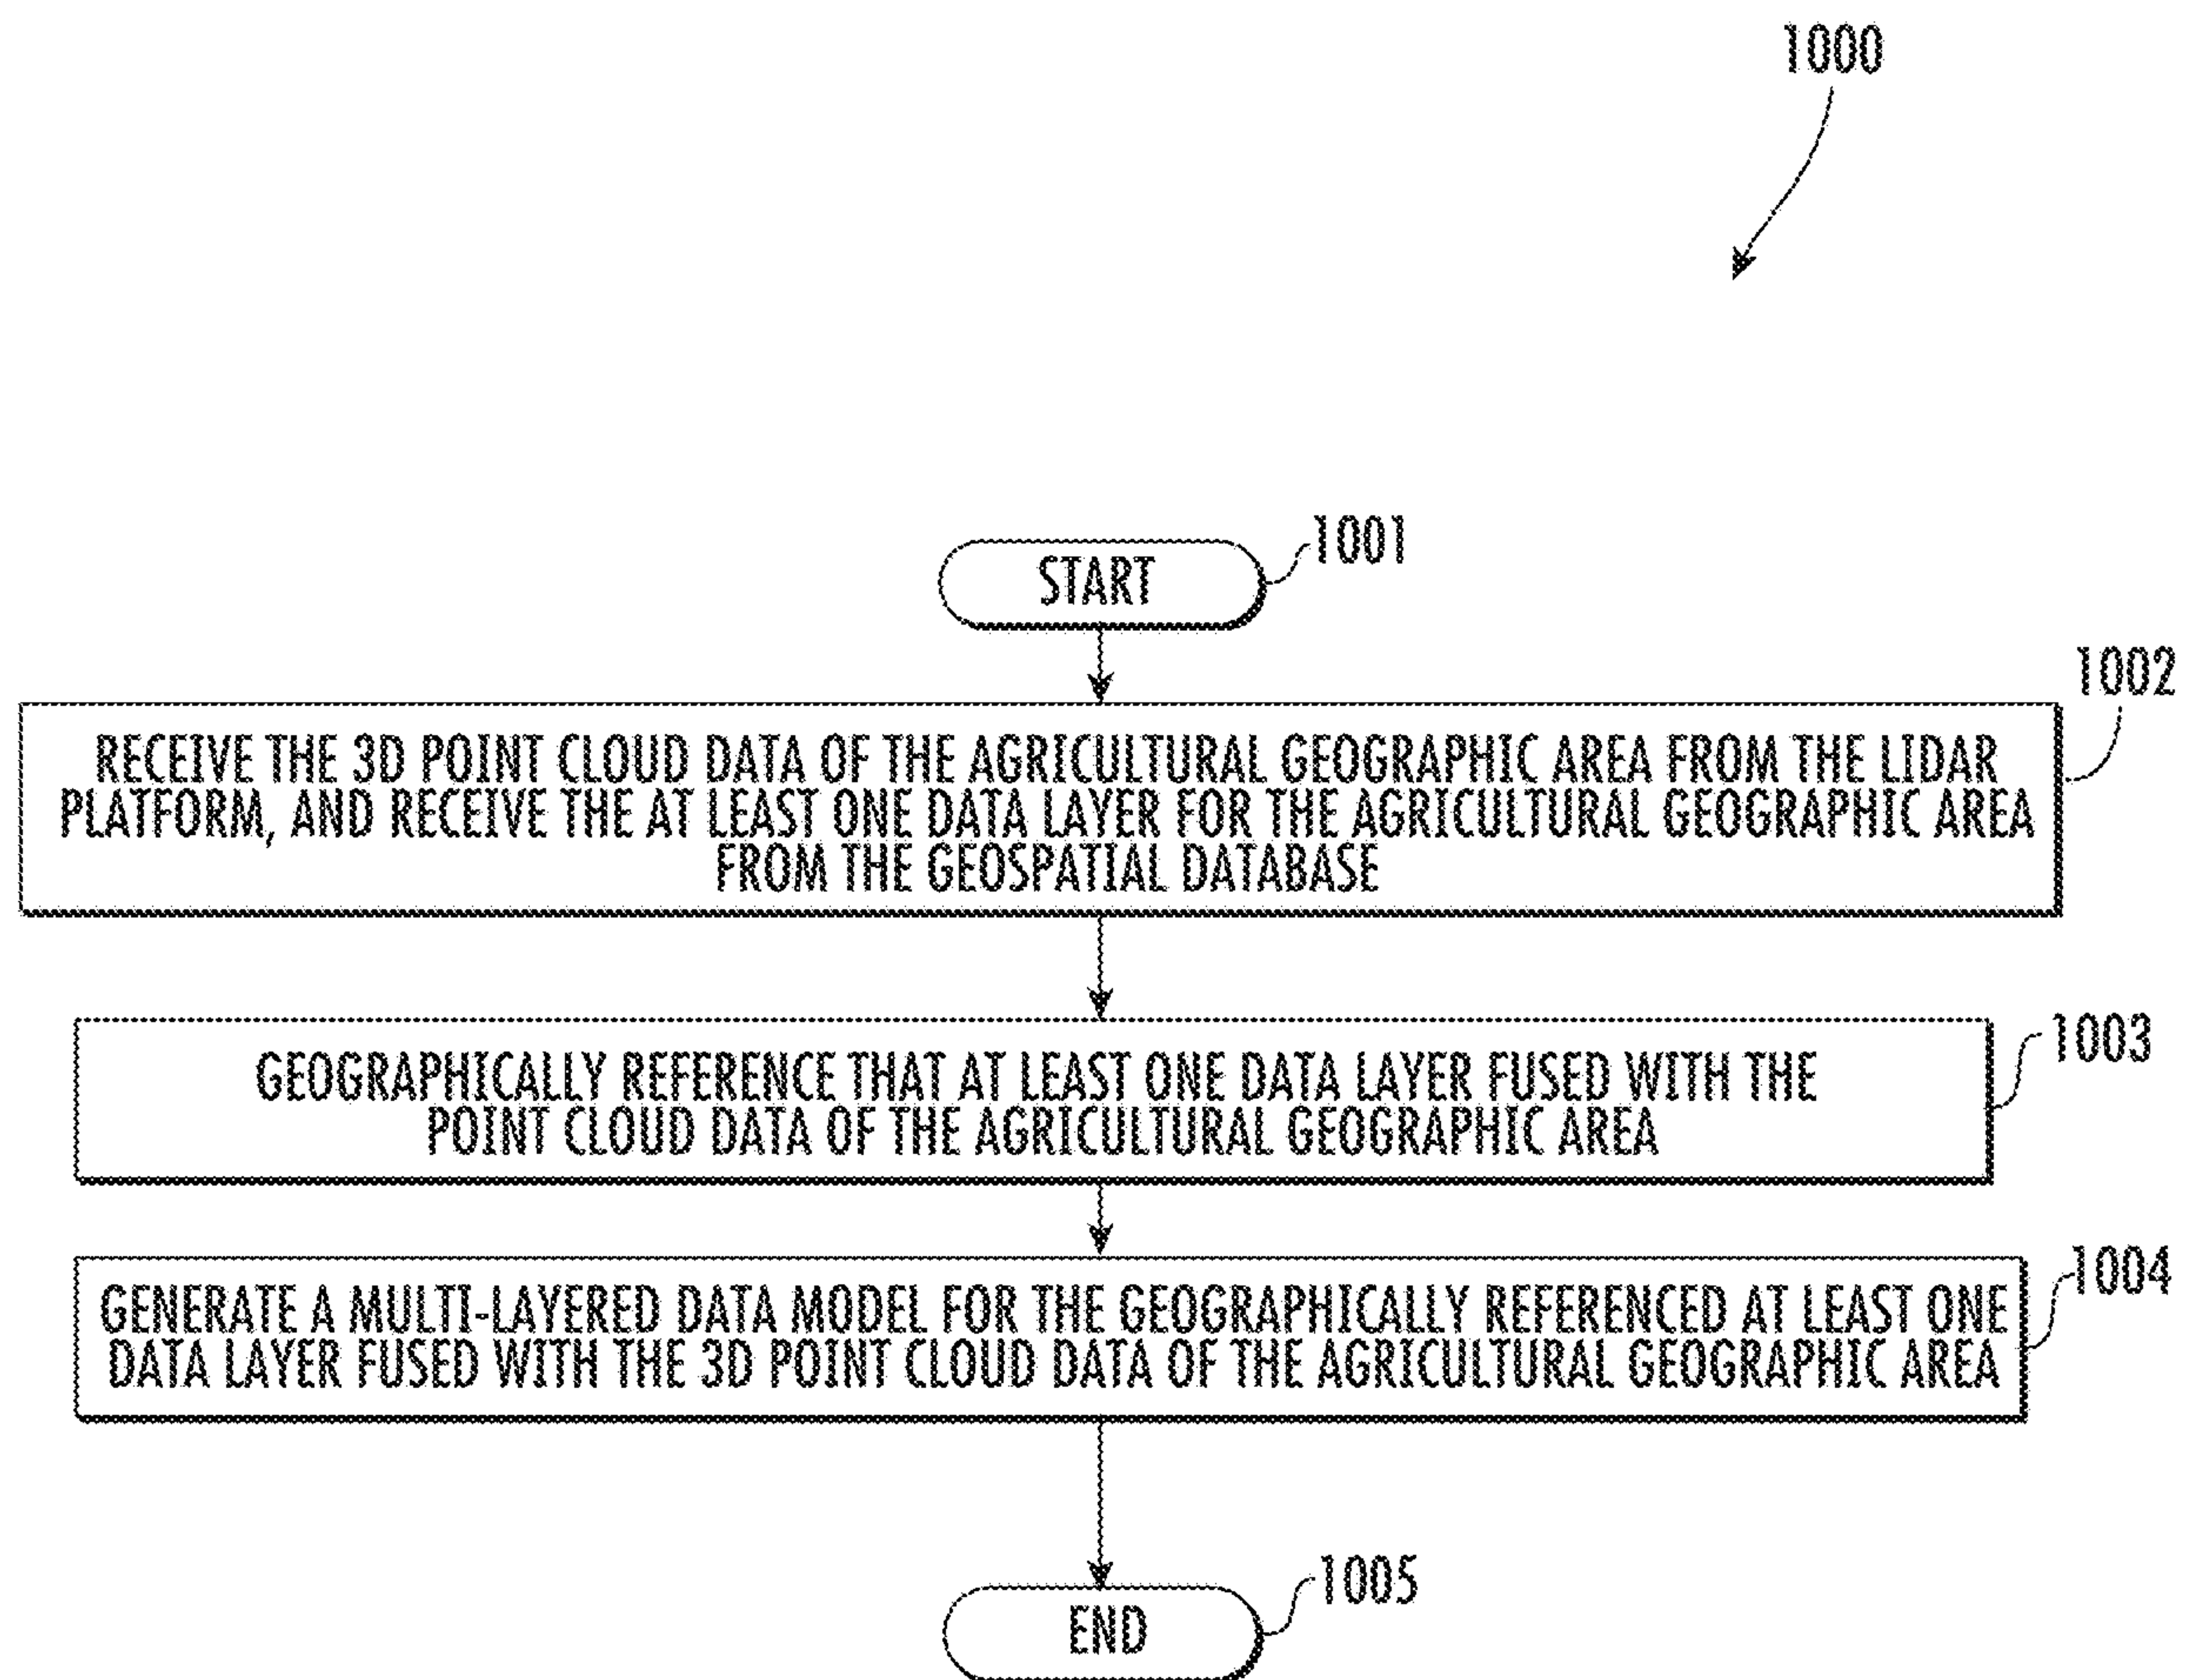 1000
START
1001
1002
RECEIVE THE 3D POINT CLOUD DATA OF THE AGRICULTURAL GEOGRAPHIC AREA FROM THE LIDAR
PLATFORM, AND RECEIVE THE AT LEAST ONE DATA LAYER FOR THE AGRICULTURAL GEOGRAPHIC AREA
FROM THE GEOSPATIAL DATABASE
1003
GEOGRAPHICALLY REFERENCE THAT AT LEAST ONE DATA LAYER FUSED WITH THE
POINT CLOUD DATA OF THE AGRICULTURAL GEOGRAPHIC AREA
1004
GENERATE A MULTI-LAYERED DATA MODEL FOR THE GEOGRAPHICALLY REFERENCED AT LEAST ONE
DATA LAYER FUSED WITH THE 3D POINT CLOUD DATA OF THE AGRICULTURAL GEOGRAPHIC AREA
1005
END